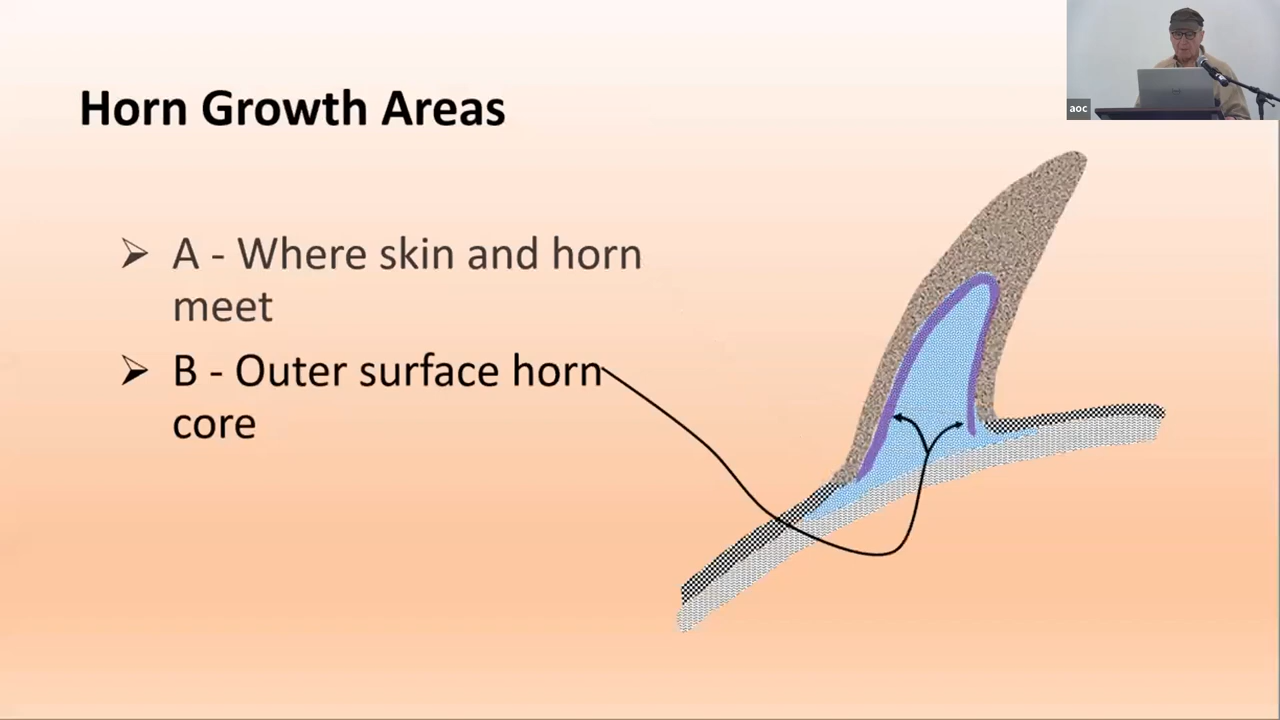 aoc
Horn Growth Areas
A - Where skin and horn
meet
B - Outer surface horn
core